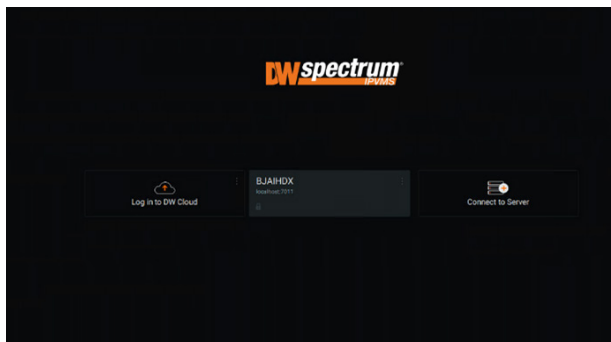 DW spectrum
IPVMS
Log in to DW Cloud
BJAIHDX
localhost:7011
Connect to Server